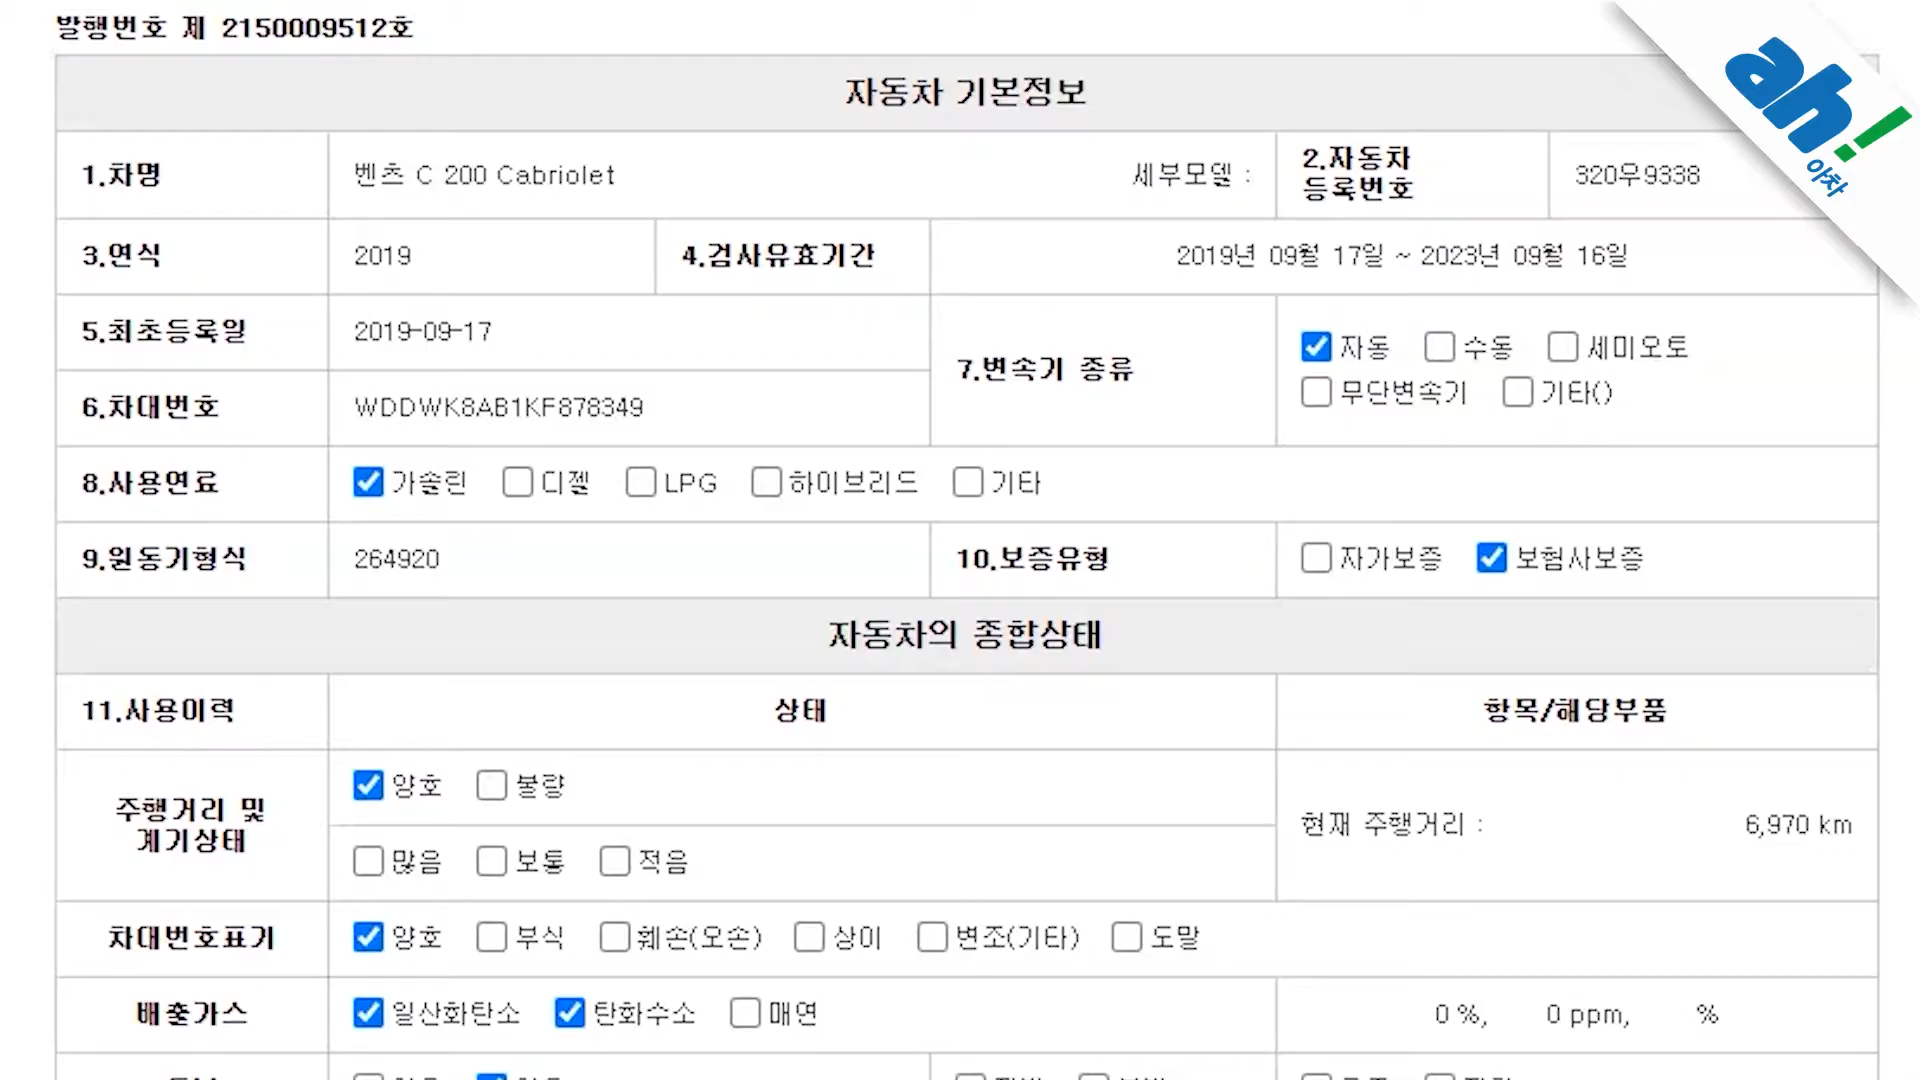 발행번호 제 2150009512호
자동차 기본정보
1.차명 벤츠 C 200 Cabriolet 세부모델 : 2.자동차 등록번호 320우9338
3.연식 2019 4.검사유효기간 2019년 09월 17일 ~ 2023년 09월 16일
5.최초등록일 2019-09-17
6.차대번호 WDDWK8AB1KF878349
7.변속기 종류 자동 수동 세미오토
무단변속기 기타()
8.사용연료 가솔린 디젤 LPG 하이브리드 기타
9.원동기형식 264920 10.보증유형 자가보증 보험사보증
자동차의 종합상태
11.사용이력 상태 항목/해당부품
주행거리 및
계기상태
양호 불량
많음 보통 적음
현재 주행거리 : 6,970 km
차대번호표기 양호 부식 훼손(오손) 상이 변조(기타) 도말
배출가스 일산화탄소 탄화수소 매연 0 %, 0 ppm, %
ah!
아차